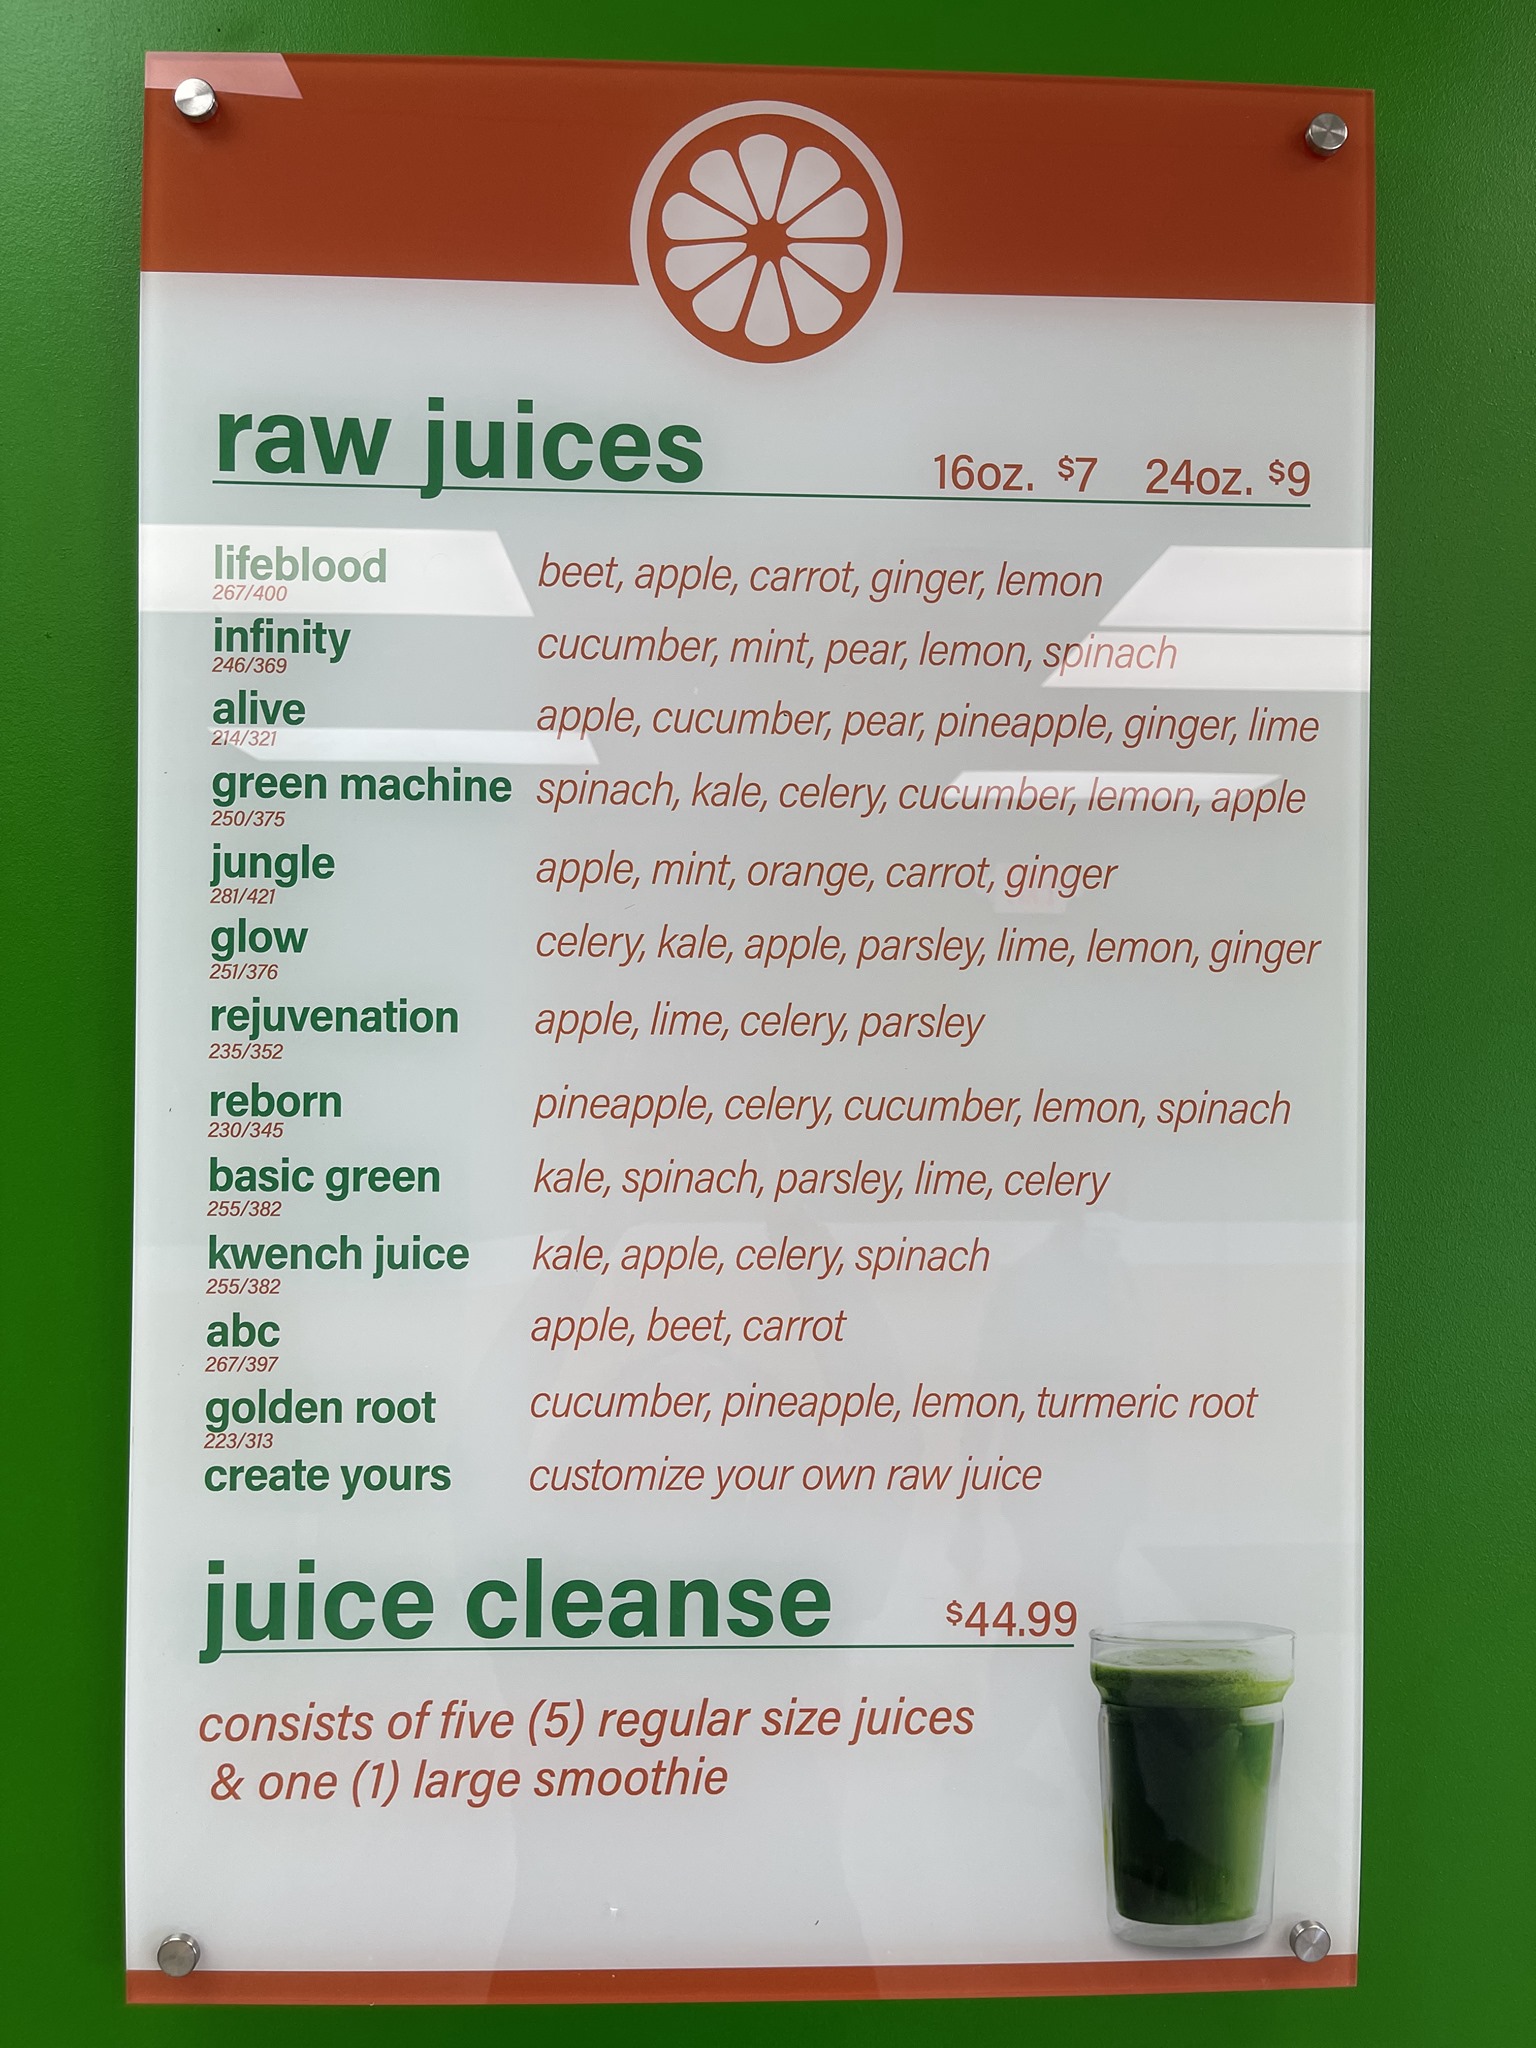 raw juices 16oz. $7 24oz. $9
lifeblood beet, apple, carrot, ginger, lemon
267/400
infinity cucumber, mint, pear, lemon, spinach
246/369
alive apple, cucumber, pear, pineapple, ginger, lime
214/321
green machine spinach, kale, celery, cucumber, lemon, apple
250/375
jungle apple, mint, orange, carrot, ginger
281/421
glow celery, kale, apple, parsley, lime, lemon, ginger
251/376
rejuvenation apple, lime, celery, parsley
235/352
reborn pineapple, celery, cucumber, lemon, spinach
230/345
basic green kale, spinach, parsley, lime, celery
255/382
kwench juice kale, apple, celery, spinach
255/382
abc apple, beet, carrot
267/397
golden root cucumber, pineapple, lemon, turmeric root
223/313
create yours customize your own raw juice
juice cleanse $44.99
consists of five (5) regular size juices
& one (1) large smoothie